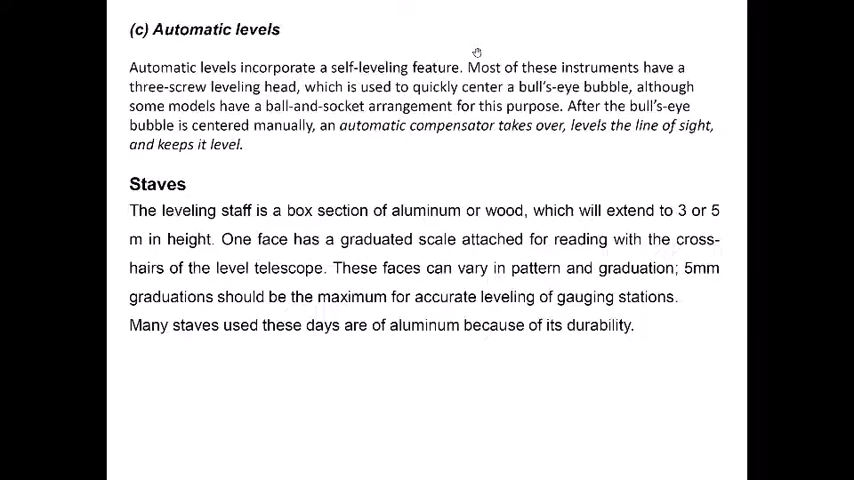 (c) Automatic levels
Automatic levels incorporate a self-leveling feature. Most of these instruments have a
three-screw leveling head, which is used to quickly center a bull's-eye bubble, although
some models have a ball-and-socket arrangement for this purpose. After the bull's-eye
bubble is centered manually, an automatic compensator takes over, levels the line of sight,
and keeps it level.
Staves
The leveling staff is a box section of aluminum or wood, which will extend to 3 or 5
m in height. One face has a graduated scale attached for reading with the cross-
hairs of the level telescope. These faces can vary in pattern and graduation; 5mm
graduations should be the maximum for accurate leveling of gauging stations.
Many staves used these days are of aluminum because of its durability.